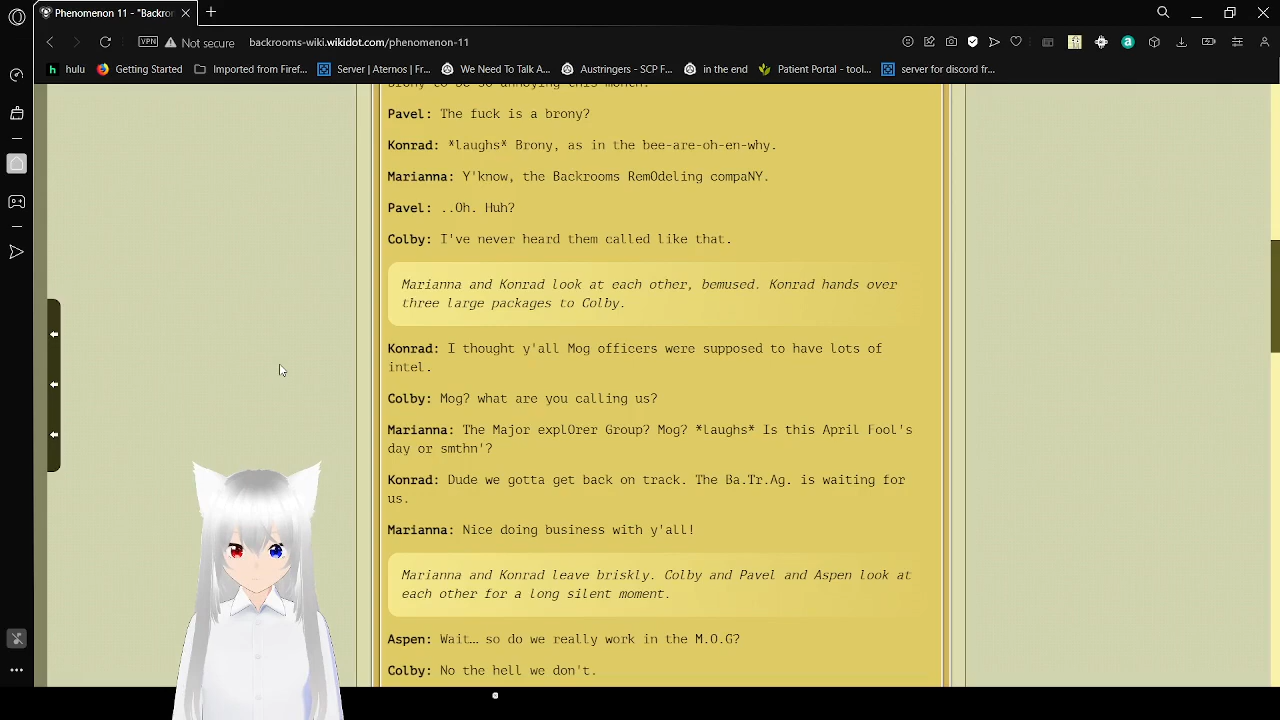 Phenomenon 11 - "Backror
VPN
Not secure
backrooms-wiki.wikidot.com/phenomenon-11
hulu
Getting Started
Imported from Firef...
Server | Aternos | Fr...
We Need To Talk A...
Austringers - SCP F...
in the end
Patient Portal - tool...
server for discord fr...
brony to be so annoying this month.
Pavel: The fuck is a brony?
Konrad: *laughs* Brony, as in the bee-are-oh-en-why.
Marianna: Y'know, the Backrooms RemOdeling compaNY.
Pavel: ..Oh. Huh?
Colby: I've never heard them called like that.
Marianna and Konrad look at each other, bemused. Konrad hands over
three large packages to Colby.
Konrad: I thought y'all Mog officers were supposed to have lots of
intel.
Colby: Mog? what are you calling us?
Marianna: The Major explOrer Group? Mog? *laughs* Is this April Fool's
day or smthn'?
Konrad: Dude we gotta get back on track. The Ba.Tr.Ag. is waiting for
us.
Marianna: Nice doing business with y'all!
Marianna and Konrad leave briskly. Colby and Pavel and Aspen look at
each other for a long silent moment.
Aspen: Wait… so do we really work in the M.O.G?
Colby: No the hell we don't.